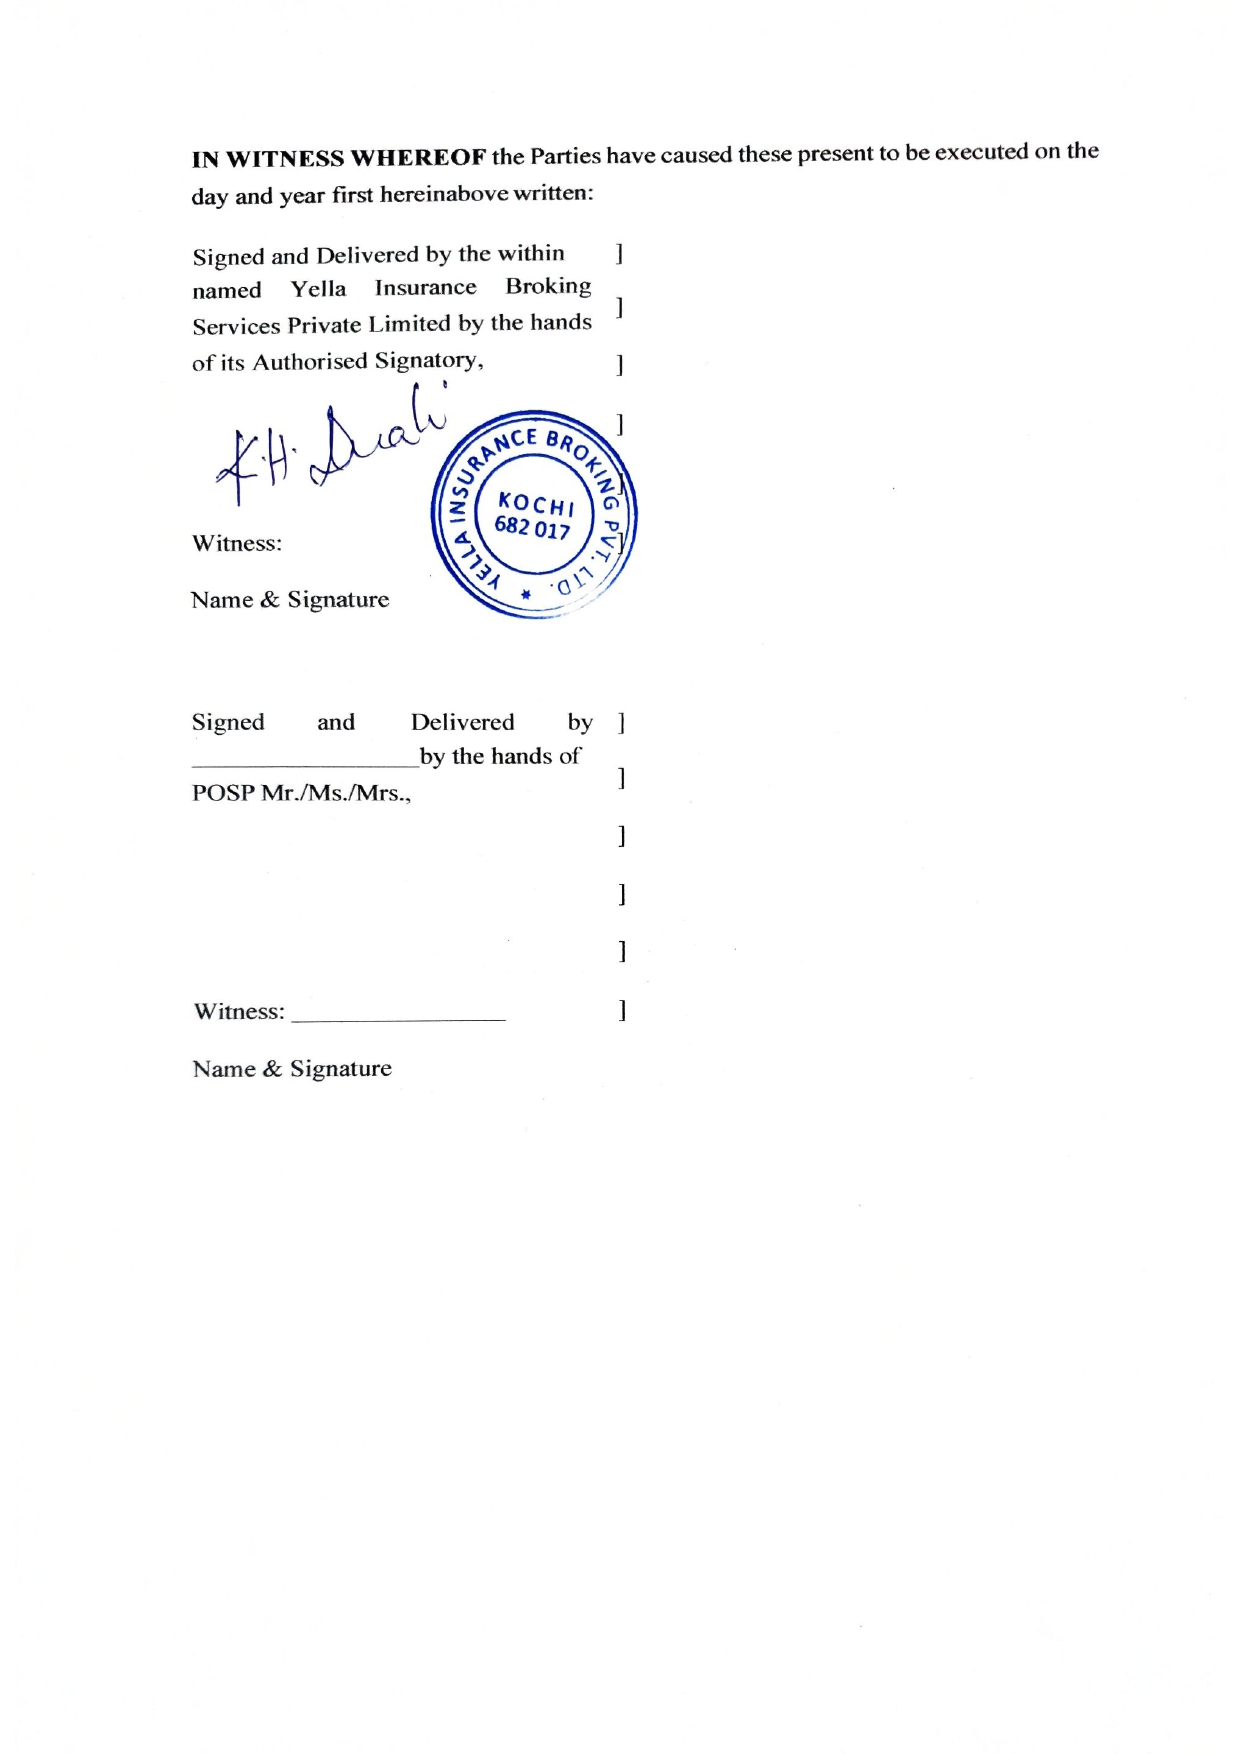 IN WITNESS WHEREOF the Parties have caused these present to be executed on the
day and year first hereinabove written:
Signed and Delivered by the within ]
named Yella Insurance Broking
]
Services Private Limited by the hands
of its Authorised Signatory, ]
]
K.H.
YELLA INSURANCE BROKING PVT. LTD. ★
KOCHI
682 017
]
Witness: ]
Name & Signature
Signed and Delivered by ]
____________________by the hands of
]
POSP Mr./Ms./Mrs.,
]
]
]
Witness: ___________________ ]
Name & Signature